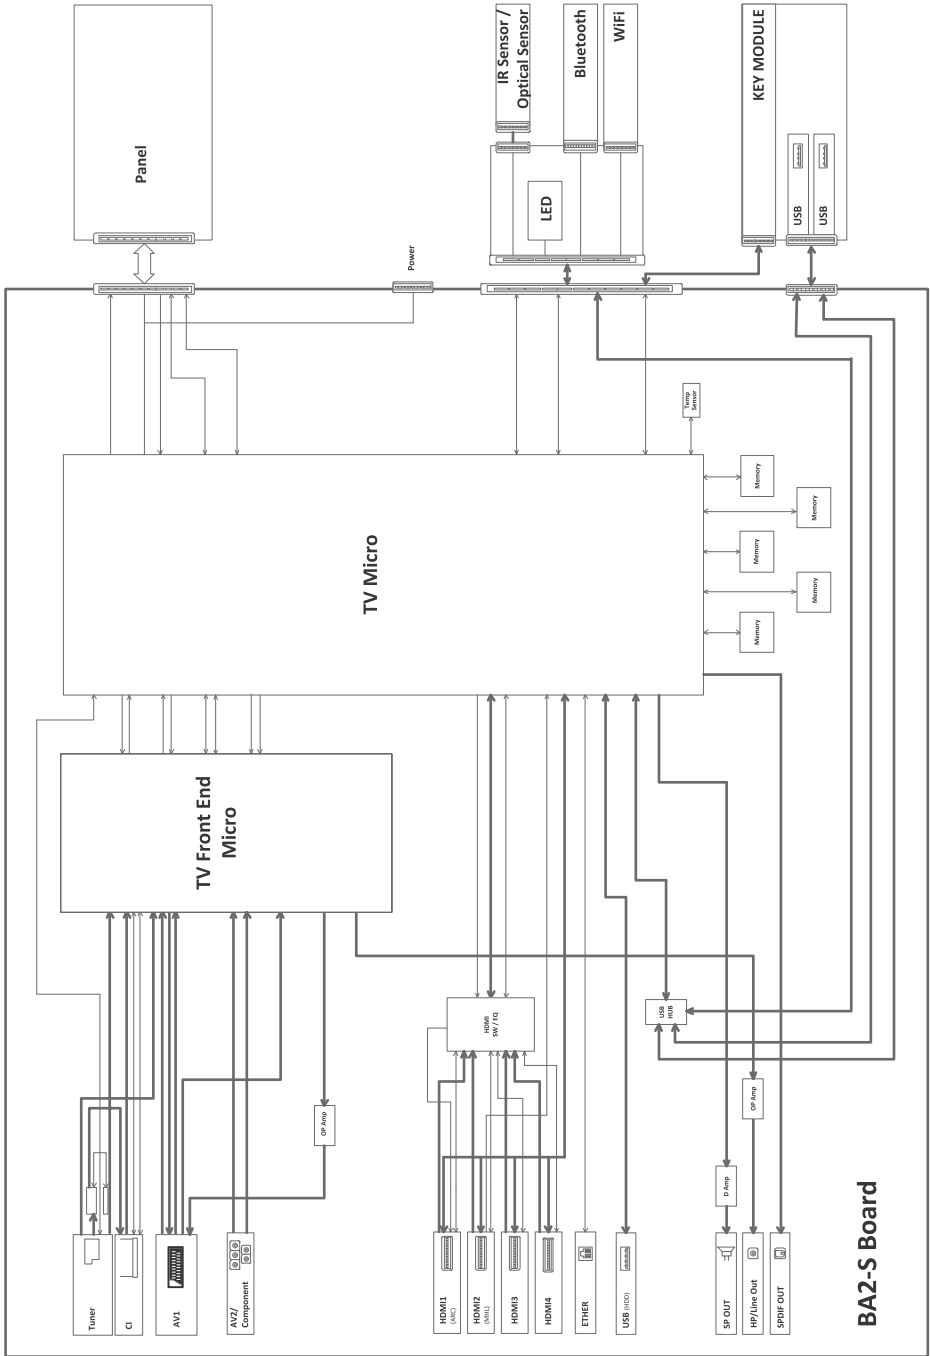 Panel
IR Sensor /
Optical Sensor
Bluetooth
WiFi
LED
KEY MODULE
USB
USB
Power
Temp
Sensor
TV Micro
Memory
Memory
Memory
Memory
Memory
TV Front End
Micro
HDMI
SW / EQ
USB
HUB
OP Amp
OP Amp
D Amp
Tuner
CI
AV1
AV2/
Component
HDMI1
(ARC)
HDMI2
(MHL)
HDMI3
HDMI4
ETHER
USB (HDD)
SP OUT
HP/Line Out
SPDIF OUT
BA2-S Board